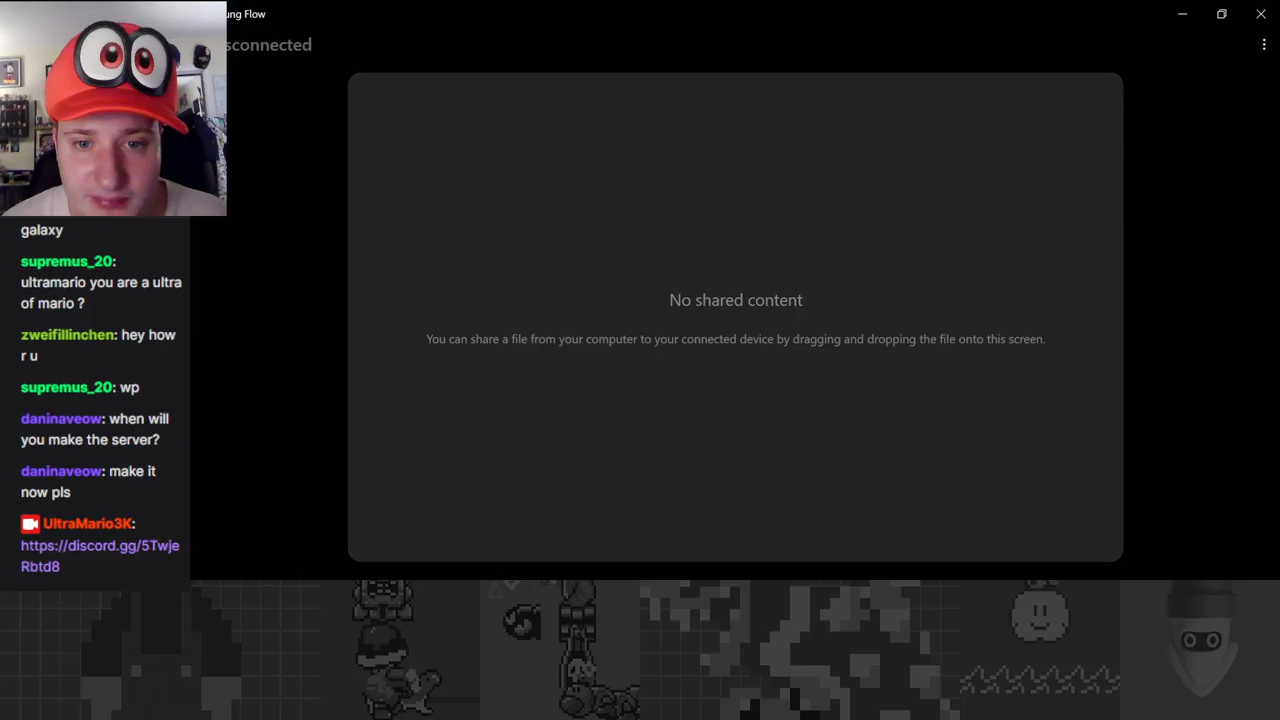 ung Flow
sconnected
No shared content
You can share a file from your computer to your connected device by dragging and dropping the file onto this screen.
galaxy
supremus_20:
ultramario you are a ultra
of mario ?
zweifillinchen: hey how
r u
supremus_20: wp
daninaveow: when will
you make the server?
daninaveow: make it
now pls
UltraMario3K:
https://discord.gg/5Twje
Rbtd8